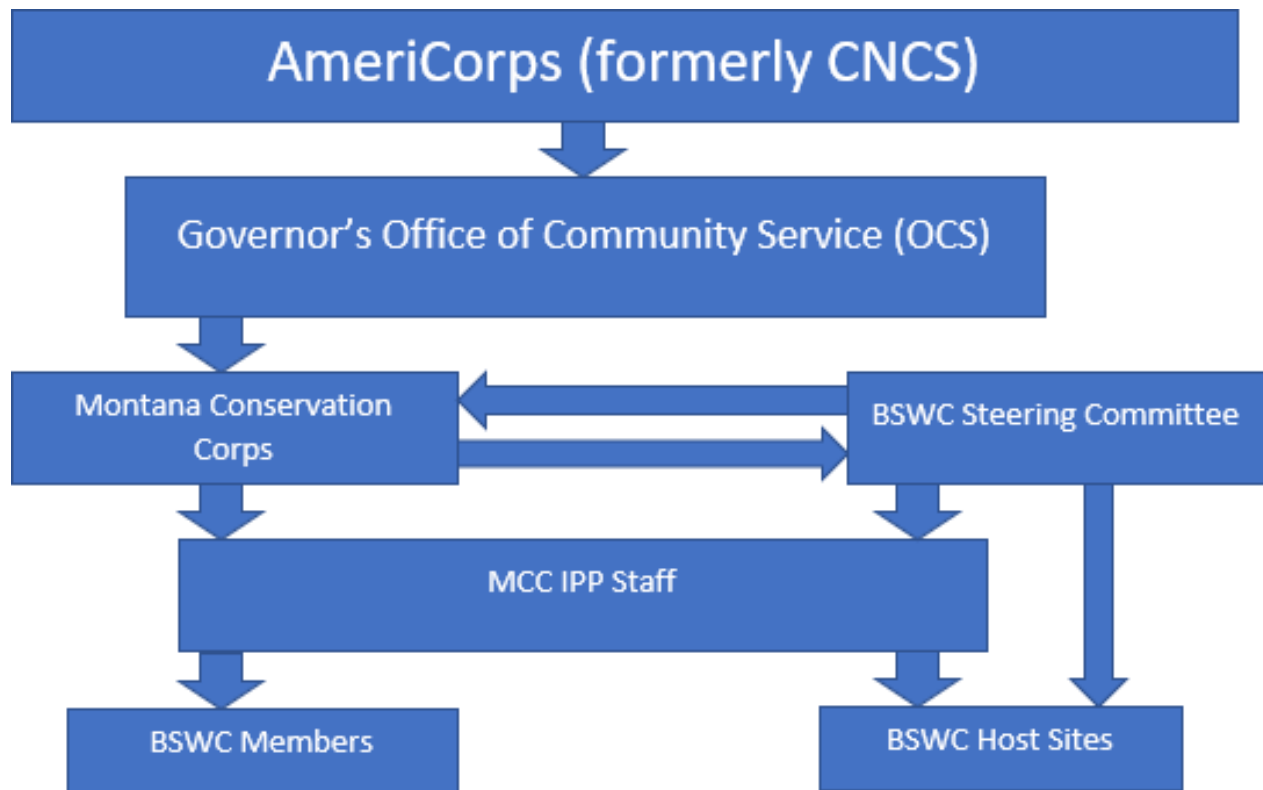 AmeriCorps (formerly CNCS)
Governor’s Office of Community Service (OCS)
Montana Conservation
Corps
BSWC Steering Committee
MCC IPP Staff
BSWC Members
BSWC Host Sites